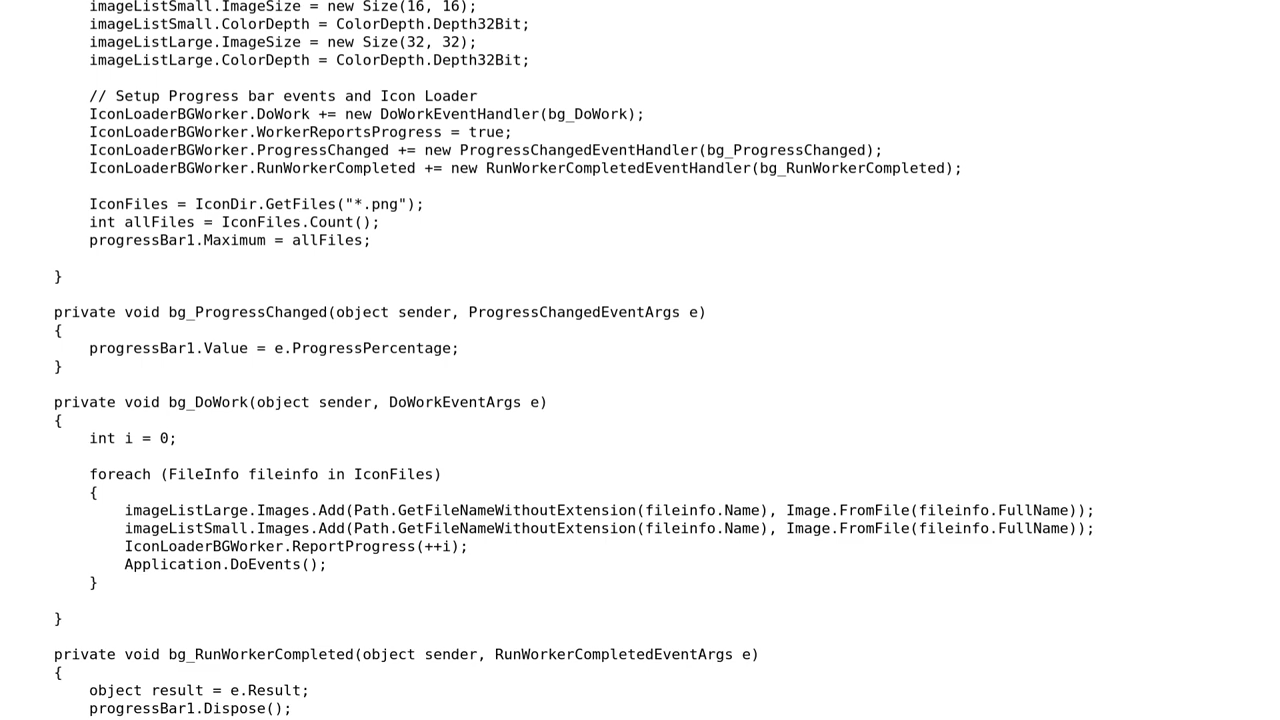 imageListSmall.ImageSize = new Size(16, 16);
imageListSmall.ColorDepth = ColorDepth.Depth32Bit;
imageListLarge.ImageSize = new Size(32, 32);
imageListLarge.ColorDepth = ColorDepth.Depth32Bit;
// Setup Progress bar events and Icon Loader
IconLoaderBGWorker.DoWork += new DoWorkEventHandler(bg_DoWork);
IconLoaderBGWorker.WorkerReportsProgress = true;
IconLoaderBGWorker.ProgressChanged += new ProgressChangedEventHandler(bg_ProgressChanged);
IconLoaderBGWorker.RunWorkerCompleted += new RunWorkerCompletedEventHandler(bg_RunWorkerCompleted);
IconFiles = IconDir.GetFiles("*.png");
int allFiles = IconFiles.Count();
progressBar1.Maximum = allFiles;
}
private void bg_ProgressChanged(object sender, ProgressChangedEventArgs e)
{
progressBar1.Value = e.ProgressPercentage;
}
private void bg_DoWork(object sender, DoWorkEventArgs e)
{
int i = 0;
foreach (FileInfo fileinfo in IconFiles)
{
imageListLarge.Images.Add(Path.GetFileNameWithoutExtension(fileinfo.Name), Image.FromFile(fileinfo.FullName));
imageListSmall.Images.Add(Path.GetFileNameWithoutExtension(fileinfo.Name), Image.FromFile(fileinfo.FullName));
IconLoaderBGWorker.ReportProgress(++i);
Application.DoEvents();
}
}
private void bg_RunWorkerCompleted(object sender, RunWorkerCompletedEventArgs e)
{
object result = e.Result;
progressBar1.Dispose();